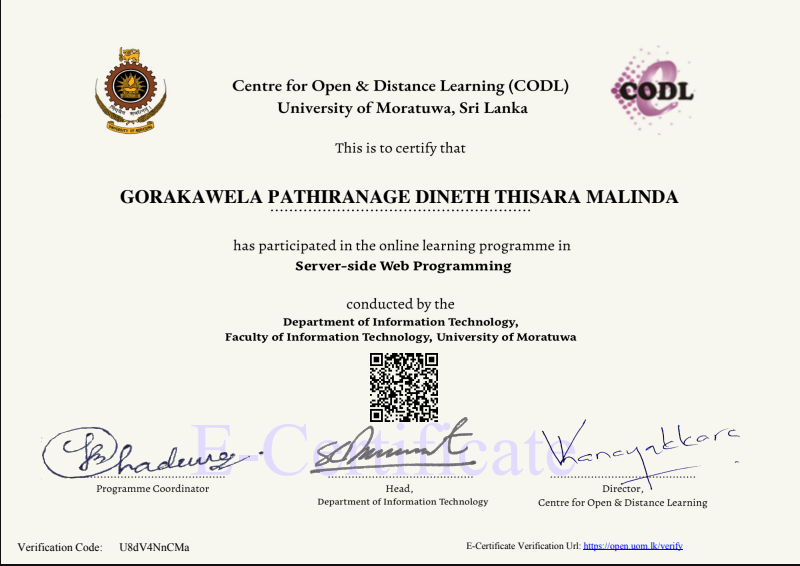 Centre for Open & Distance Learning (CODL)
University of Moratuwa, Sri Lanka
CODL
UNIVERSITY OF MORATUWA
This is to certify that
GORAKAWELA PATHIRANAGE DINETH THISARA MALINDA
has participated in the online learning programme in
Server-side Web Programming
conducted by the
Department of Information Technology,
Faculty of Information Technology, University of Moratuwa
E-Certificate
Programme Coordinator
Head,
Department of Information Technology
Director,
Centre for Open & Distance Learning
Verification Code: U8dV4NnCMa
E-Certificate Verification Url: https://open.uom.lk/verify